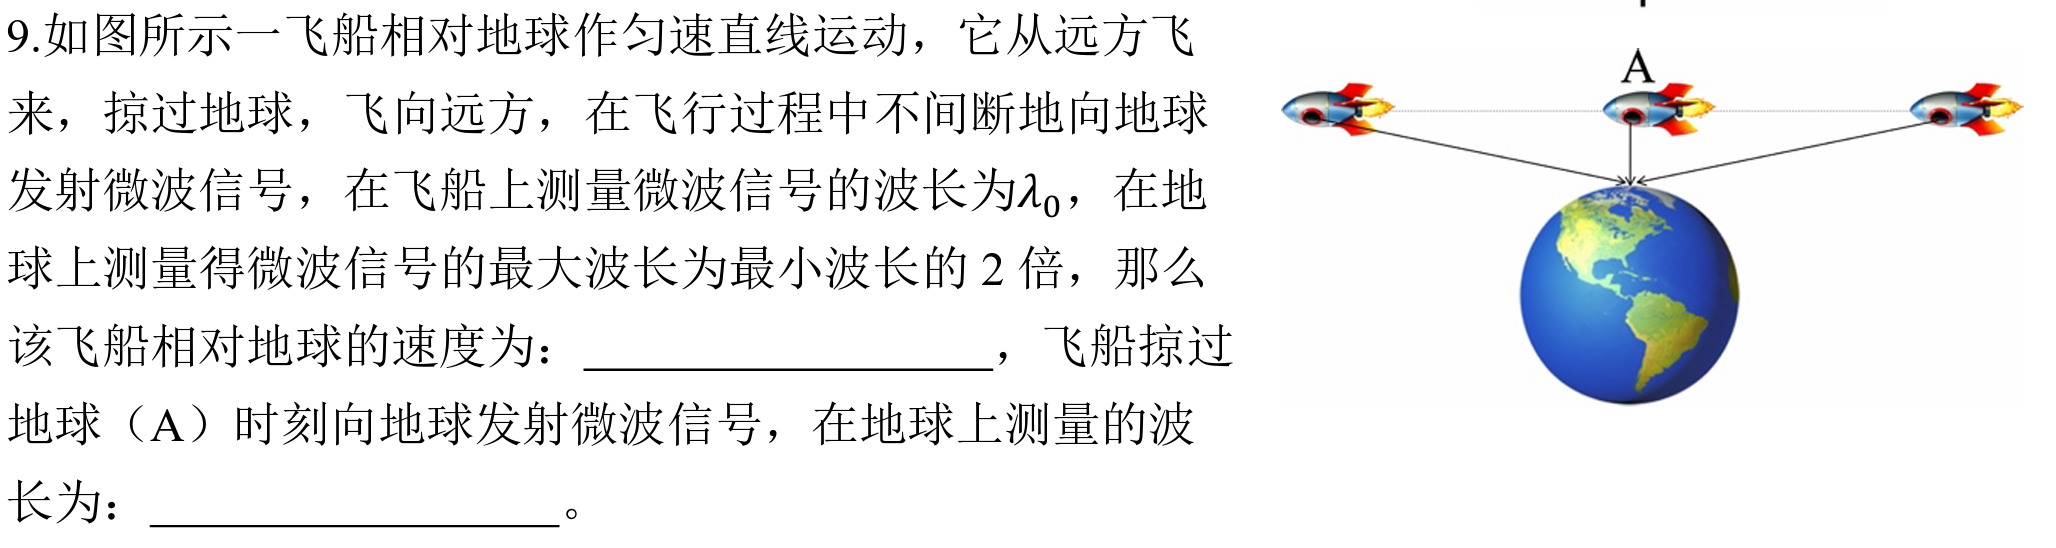 9.如图所示一飞船相对地球作匀速直线运动，它从远方飞
来，掠过地球，飞向远方，在飞行过程中不间断地向地球
发射微波信号，在飞船上测量微波信号的波长为λ₀，在地
球上测量得微波信号的最大波长为最小波长的 2 倍，那么
该飞船相对地球的速度为：________________，飞船掠过
地球（A）时刻向地球发射微波信号，在地球上测量的波
长为：________________。
A